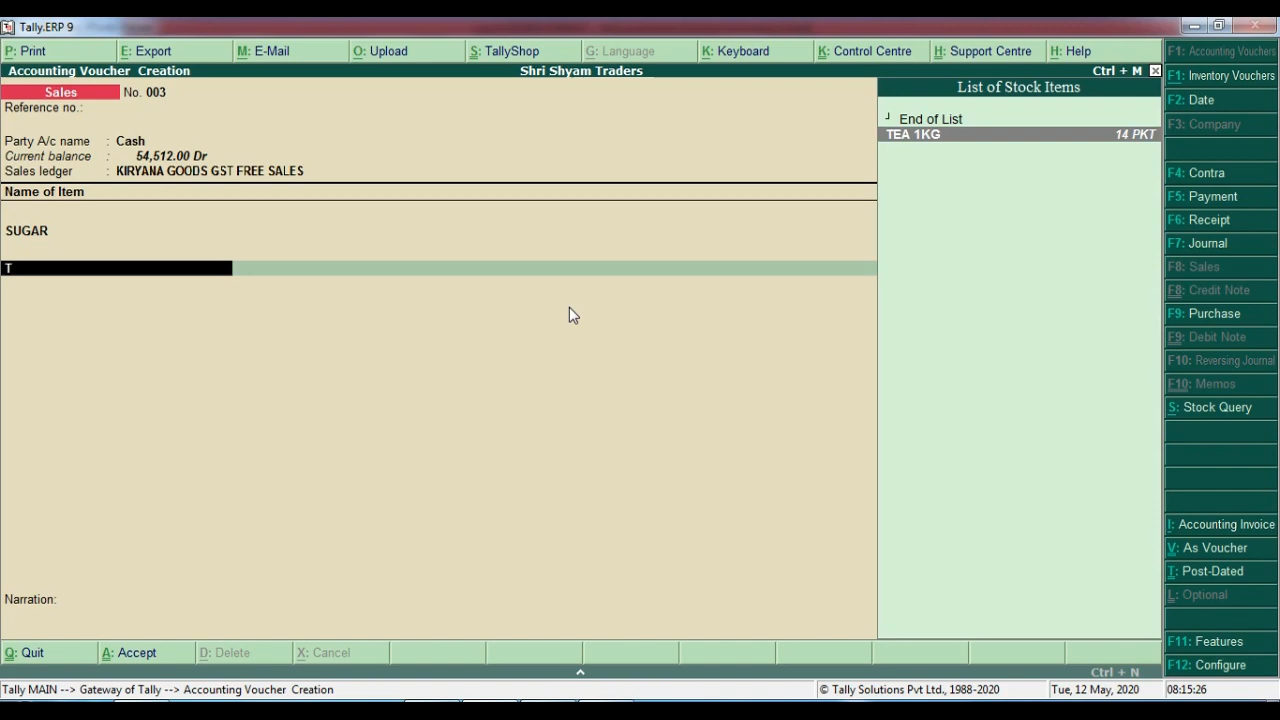 Tally.ERP 9
P: Print E: Export M: E-Mail O: Upload S: TallyShop G: Language K: Keyboard K: Control Centre H: Support Centre H: Help
Accounting Voucher Creation Shri Shyam Traders Ctrl + M
Sales No. 003
Reference no.:
Party A/c name : Cash
Current balance : 54,512.00 Dr
Sales ledger : KIRYANA GOODS GST FREE SALES
Name of Item
SUGAR
T
Narration:
List of Stock Items
End of List
TEA 1KG 14 PKT
F1: Accounting Vouchers
F1: Inventory Vouchers
F2: Date
F3: Company
F4: Contra
F5: Payment
F6: Receipt
F7: Journal
F8: Sales
F8: Credit Note
F9: Purchase
F9: Debit Note
F10: Reversing Journal
F10: Memos
S: Stock Query
I: Accounting Invoice
V: As Voucher
T: Post-Dated
L: Optional
F11: Features
F12: Configure
Q: Quit A: Accept D: Delete X: Cancel
Ctrl + N
Tally MAIN --> Gateway of Tally --> Accounting Voucher Creation © Tally Solutions Pvt Ltd., 1988-2020 Tue, 12 May, 2020 08:15:26